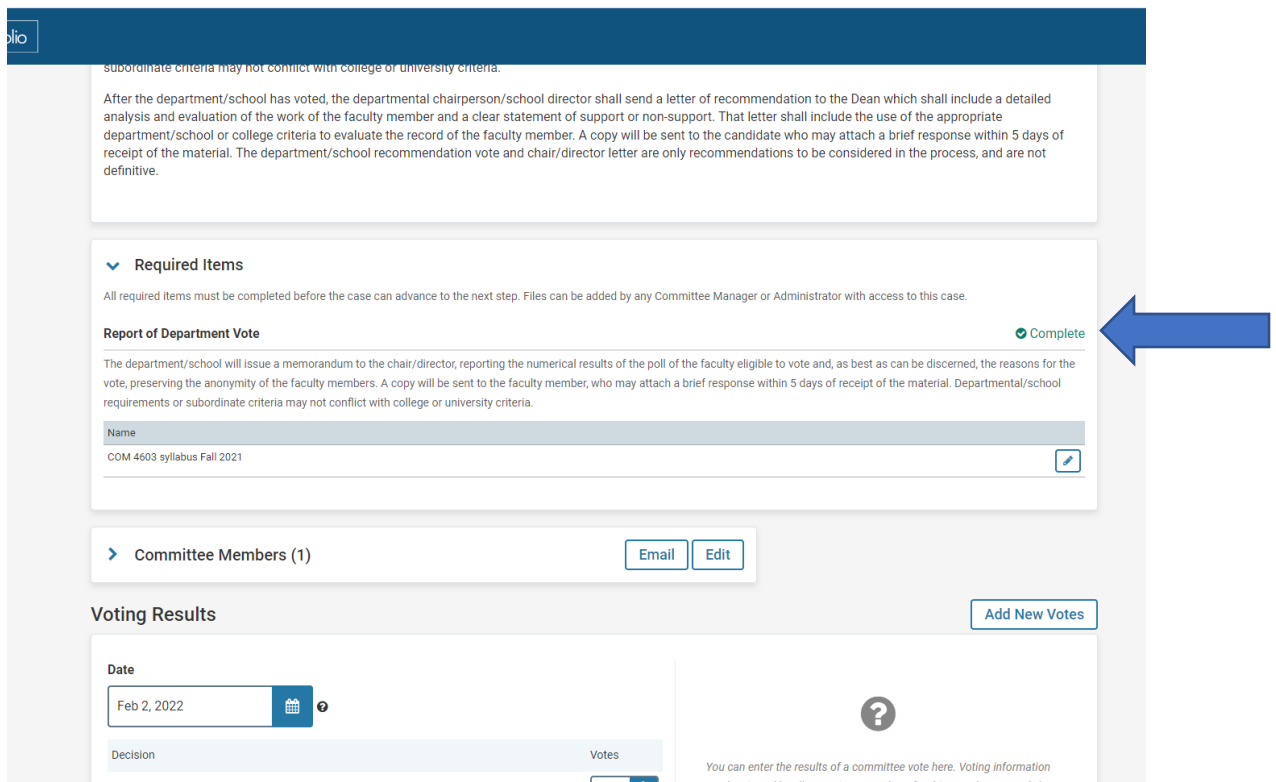 subordinate criteria may not conflict with college or university criteria.
After the department/school has voted, the departmental chairperson/school director shall send a letter of recommendation to the Dean which shall include a detailed
analysis and evaluation of the work of the faculty member and a clear statement of support or non-support. That letter shall include the use of the appropriate
department/school or college criteria to evaluate the record of the faculty member. A copy will be sent to the candidate who may attach a brief response within 5 days of
receipt of the material. The department/school recommendation vote and chair/director letter are only recommendations to be considered in the process, and are not
definitive.
Required Items
All required items must be completed before the case can advance to the next step. Files can be added by any Committee Manager or Administrator with access to this case.
Report of Department Vote
Complete
The department/school will issue a memorandum to the chair/director, reporting the numerical results of the poll of the faculty eligible to vote and, as best as can be discerned, the reasons for the
vote, preserving the anonymity of the faculty members. A copy will be sent to the faculty member, who may attach a brief response within 5 days of receipt of the material. Departmental/school
requirements or subordinate criteria may not conflict with college or university criteria.
Name
COM 4603 syllabus Fall 2021
Committee Members (1)
Email Edit
Voting Results
Add New Votes
Date
Feb 2, 2022
Decision Votes
You can enter the results of a committee vote here. Voting information